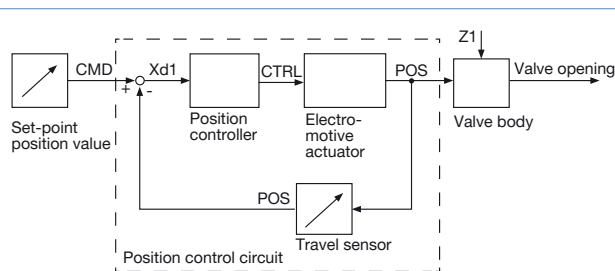 Z1
CMD
Xd1
CTRL
POS
Valve opening
+
-
Set-point
position value
Position
controller
Electro-
motive
actuator
Valve body
POS
Travel sensor
Position control circuit